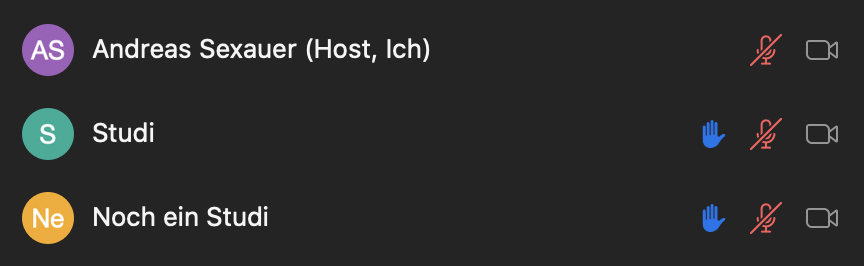 AS Andreas Sexauer (Host, Ich)
S Studi
Ne Noch ein Studi